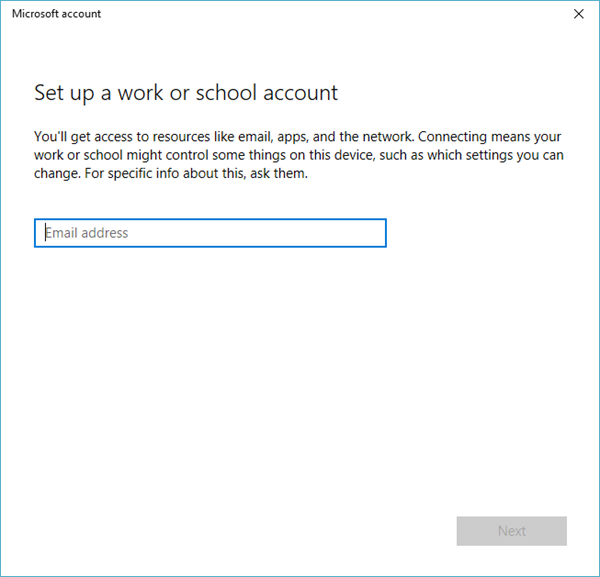 Microsoft account
Set up a work or school account
You'll get access to resources like email, apps, and the network. Connecting means your
work or school might control some things on this device, such as which settings you can
change. For specific info about this, ask them.
Email address
Next